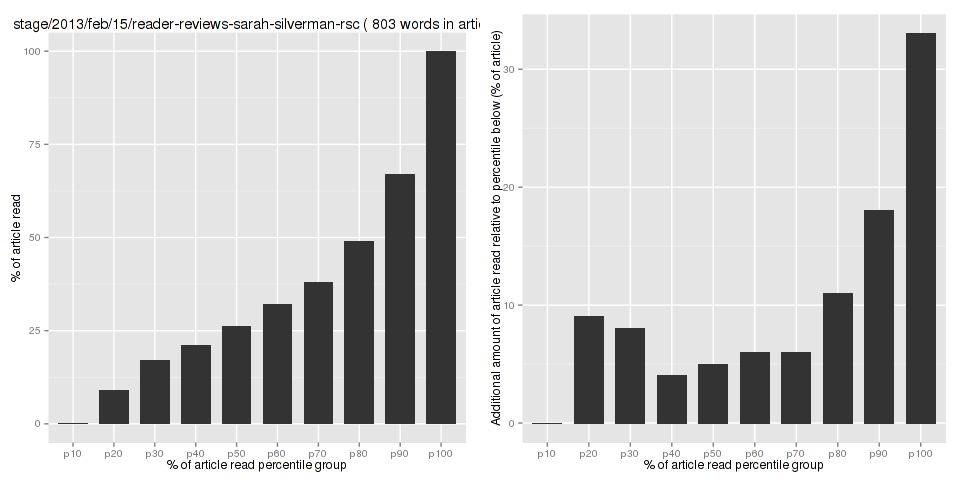 stage/2013/feb/15/reader-reviews-sarah-silverman-rsc ( 803 words in arti
100
75
50
25
0
% of article read
p10 p20 p30 p40 p50 p60 p70 p80 p90 p100
% of article read percentile group
30
20
10
0
Additional amount of article read relative to percentile below (% of article)
p10 p20 p30 p40 p50 p60 p70 p80 p90 p100
% of article read percentile group